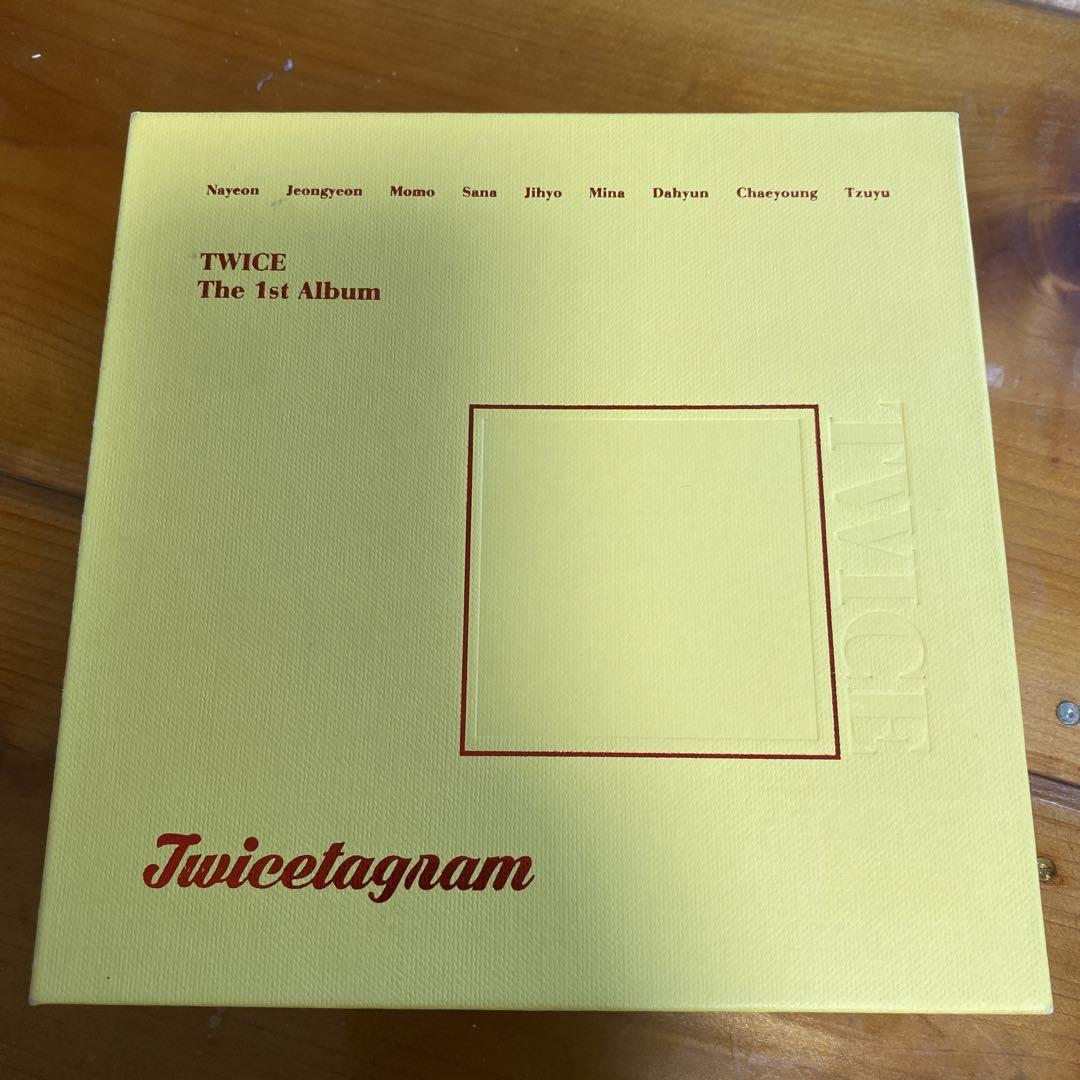 Nayeon Jeongyeon Momo Sana Jihyo Mina Dahyun Chaeyoung Tzuyu
TWICE
The 1st Album
TWICE
Twicetagram